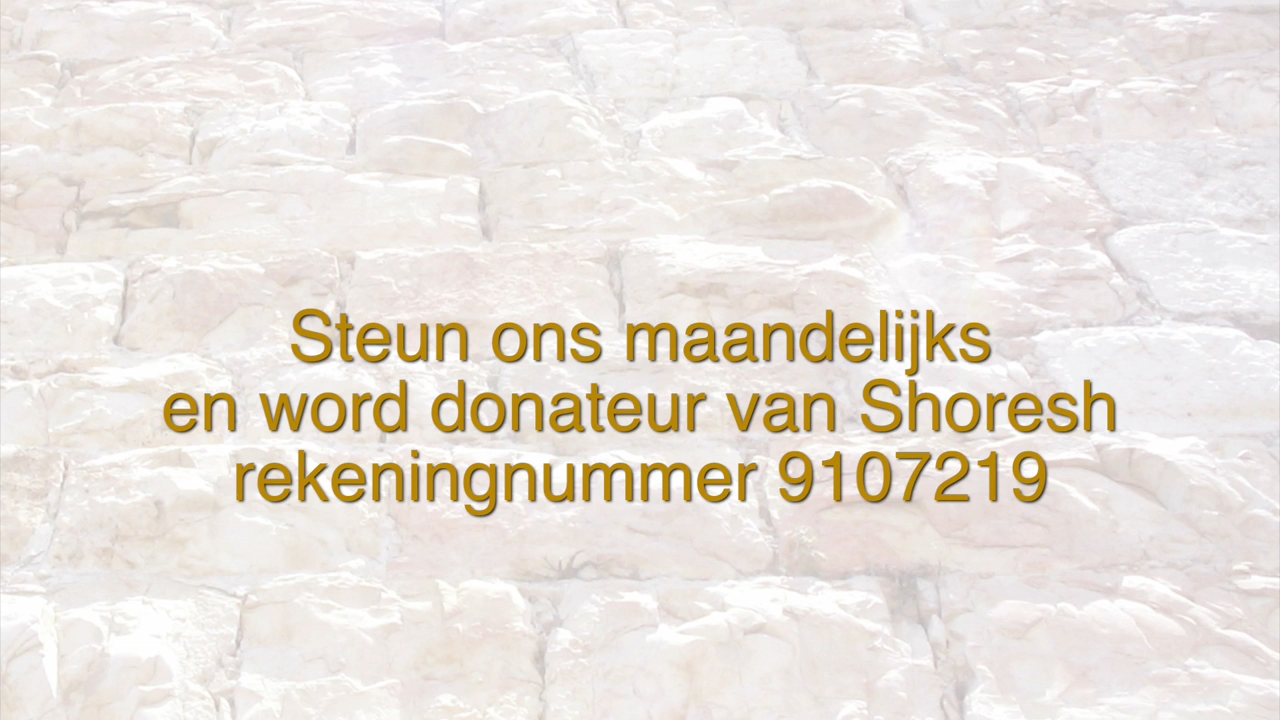 Steun ons maandelijks
en word donateur van Shoresh
rekeningnummer 9107219